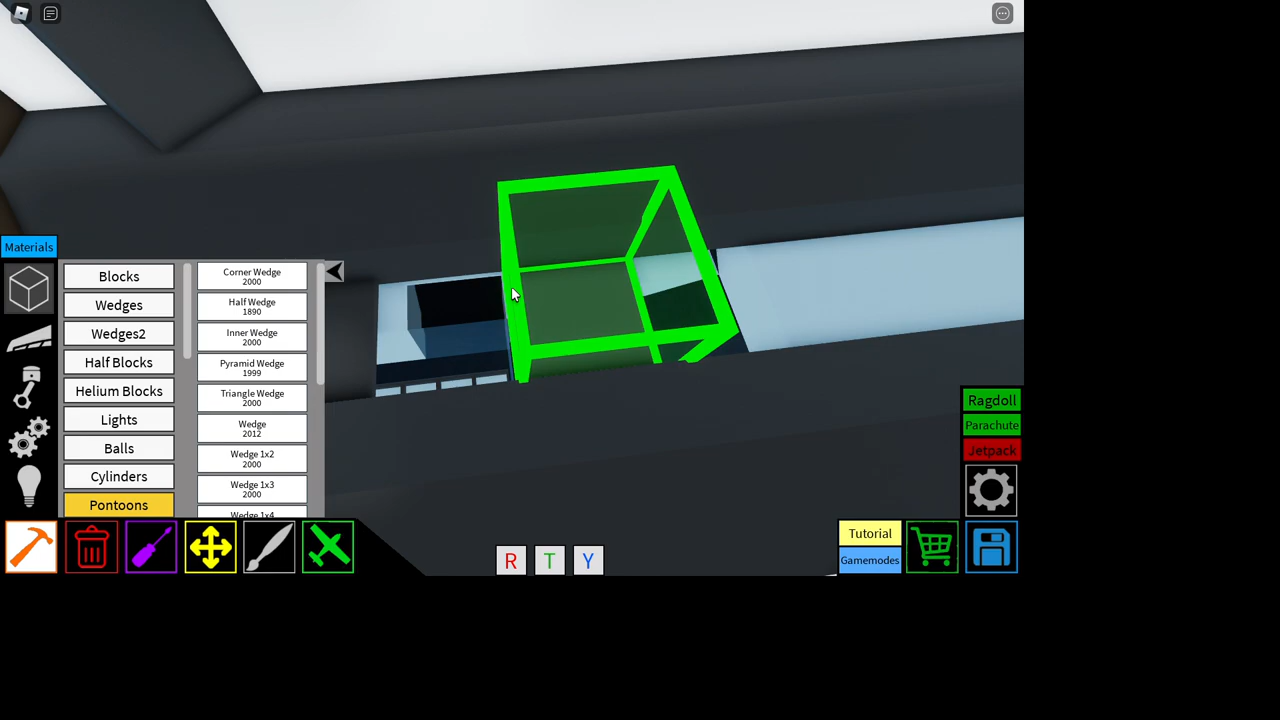 Materials
Blocks
Wedges
Wedges2
Half Blocks
Helium Blocks
Lights
Balls
Cylinders
Pontoons
Corner Wedge
2000
Half Wedge
1890
Inner Wedge
2000
Pyramid Wedge
1999
Triangle Wedge
2000
Wedge
2012
Wedge 1x2
2000
Wedge 1x3
2000
Wedge 1x4
R T Y
Ragdoll
Parachute
Jetpack
Tutorial
Gamemodes